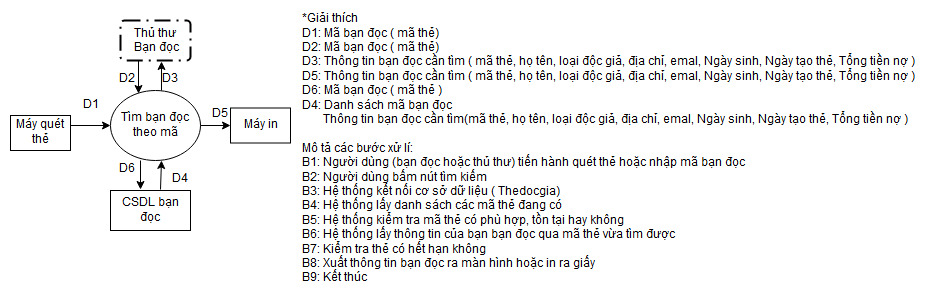 Thủ thư
Bạn đọc
D2
D3
D1
Máy quét
thẻ
Tìm bạn đọc
theo mã
D5
Máy in
D6
D4
CSDL bạn
đọc
*Giải thích
D1: Mã bạn đọc ( mã thẻ)
D2: Mã bạn đọc ( mã thẻ)
D3: Thông tin bạn đọc cần tìm ( mã thẻ, họ tên, loại độc giả, địa chỉ, emal, Ngày sinh, Ngày tạo thẻ, Tổng tiền nợ )
D5: Thông tin bạn đọc cần tìm ( mã thẻ, họ tên, loại độc giả, địa chỉ, emal, Ngày sinh, Ngày tạo thẻ, Tổng tiền nợ )
D6: Mã bạn đọc ( mã thẻ )
D4: Danh sách mã bạn đọc
Thông tin bạn đọc cần tìm(mã thẻ, họ tên, loại độc giả, địa chỉ, emal, Ngày sinh, Ngày tạo thẻ, Tổng tiền nợ )
Mô tả các bước xử lí:
B1: Người dùng (bạn đọc hoặc thủ thư) tiến hành quét thẻ hoặc nhập mã bạn đọc
B2: Người dùng bấm nút tìm kiếm
B3: Hệ thống kết nối cơ sở dữ liệu ( Thedocgia)
B4: Hệ thống lấy danh sách các mã thẻ đang có
B5: Hệ thống kiểm tra mã thẻ có phù hợp, tồn tại hay không
B6: Hệ thống lấy thông tin của bạn bạn đọc qua mã thẻ vừa tìm được
B7: Kiểm tra thẻ có hết hạn không
B8: Xuất thông tin bạn đọc ra màn hình hoặc in ra giấy
B9: Kết thúc